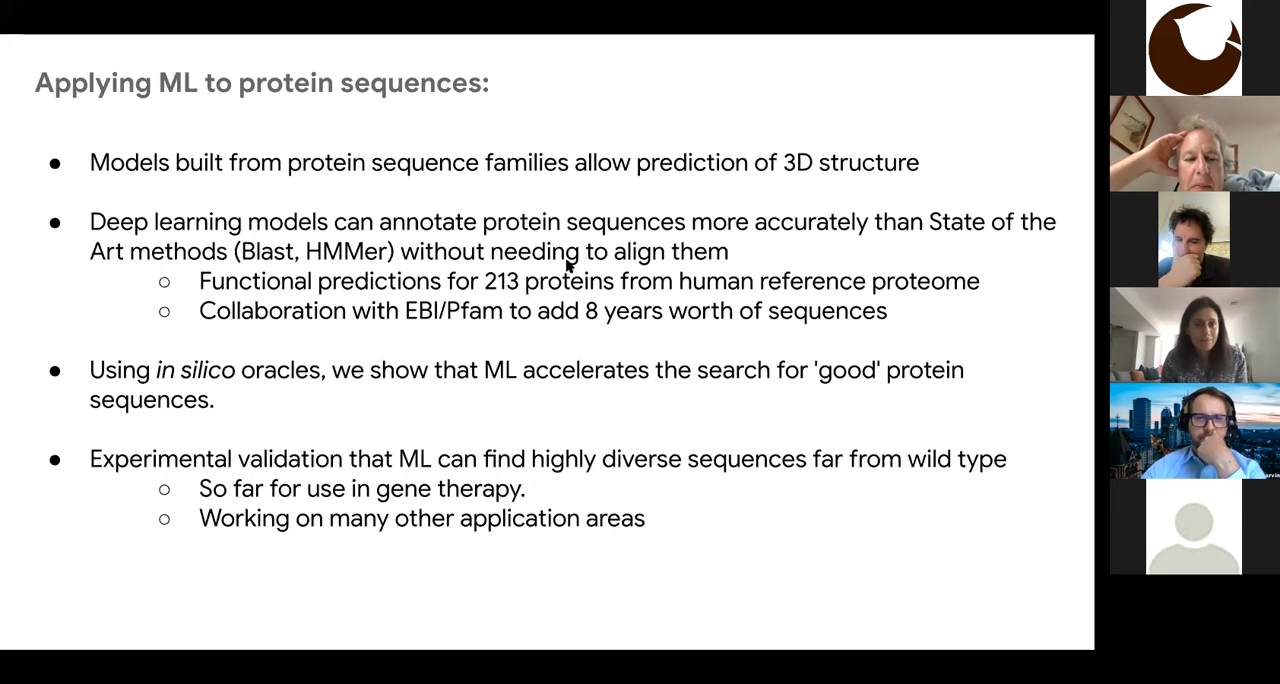 Applying ML to protein sequences:
● Models built from protein sequence families allow prediction of 3D structure
● Deep learning models can annotate protein sequences more accurately than State of the
Art methods (Blast, HMMer) without needing to align them
○ Functional predictions for 213 proteins from human reference proteome
○ Collaboration with EBI/Pfam to add 8 years worth of sequences
● Using in silico oracles, we show that ML accelerates the search for 'good' protein
sequences.
● Experimental validation that ML can find highly diverse sequences far from wild type
○ So far for use in gene therapy.
○ Working on many other application areas